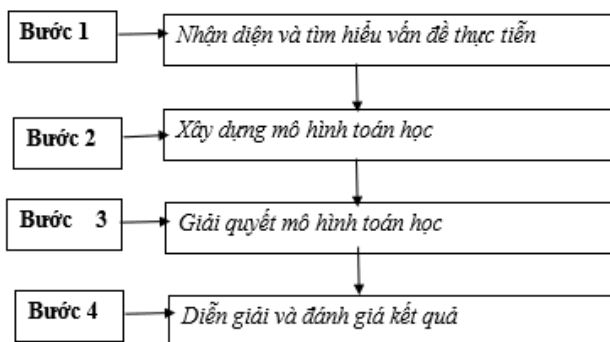 Bước 1 Nhận diện và tìm hiểu vấn đề thực tiễn
Bước 2 Xây dựng mô hình toán học
Bước 3 Giải quyết mô hình toán học
Bước 4 Diễn giải và đánh giá kết quả